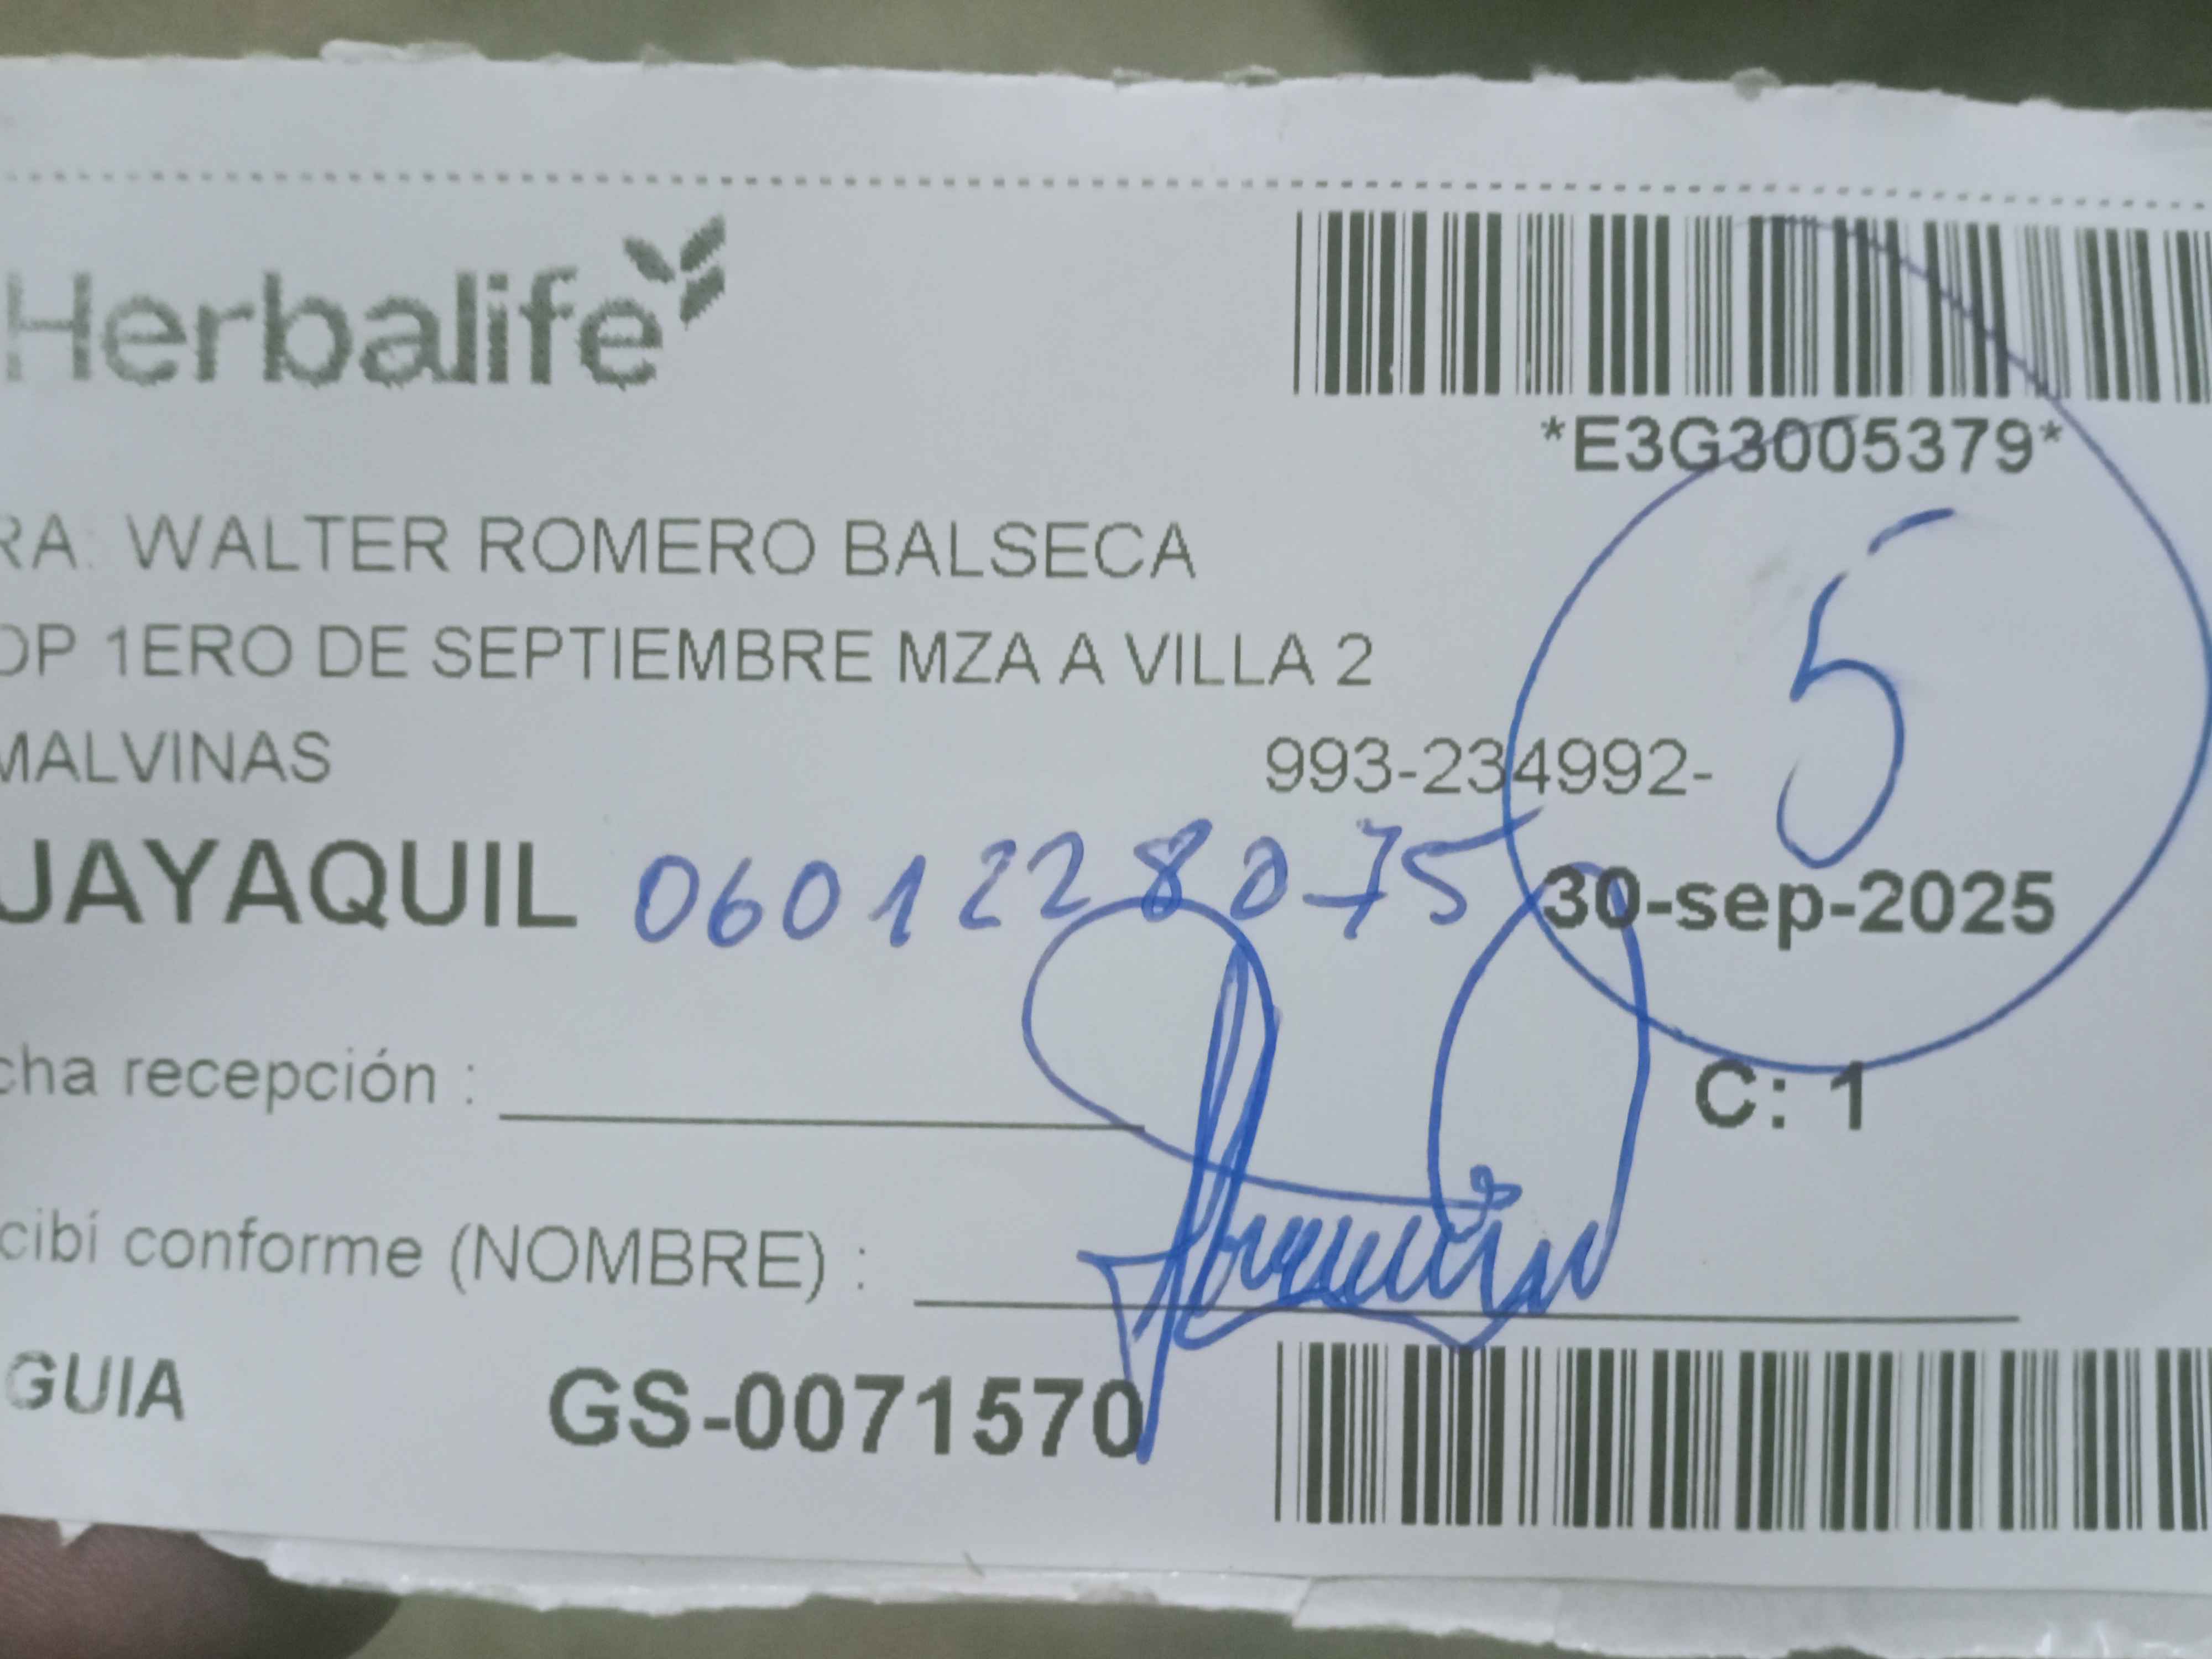 Herbalife
*E3G3005379*
RA. WALTER ROMERO BALSECA
OP 1ERO DE SEPTIEMBRE MZA A VILLA 2
5
MALVINAS 993-234992-
UAYAQUIL 0601228075 30-sep-2025
cha recepción :
C: 1
cibí conforme (NOMBRE) :
GUIA GS-0071570